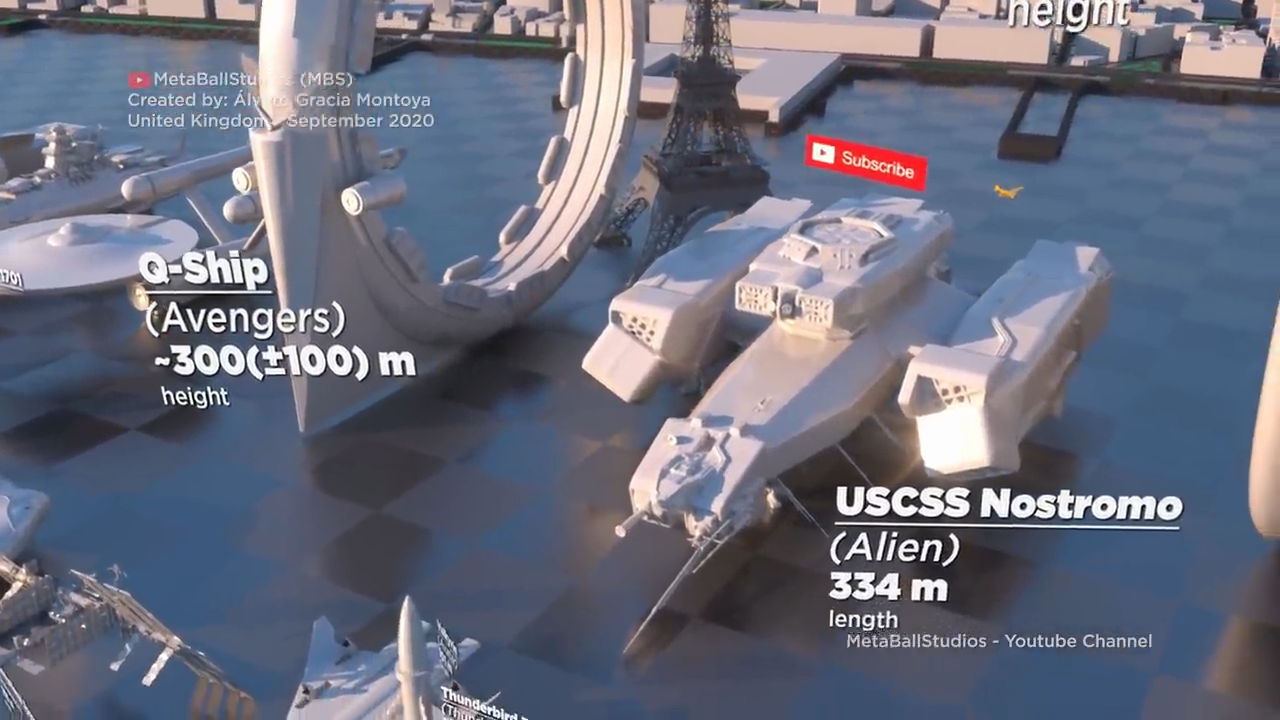 height
MetaBallStudios (MBS)
Created by: Álvaro Gracia Montoya
United Kingdom - September 2020
Subscribe
1701
Q-Ship
(Avengers)
~300(±100) m
height
USCSS Nostromo
(Alien)
334 m
length
MetaBallStudios - Youtube Channel
Thunderbird